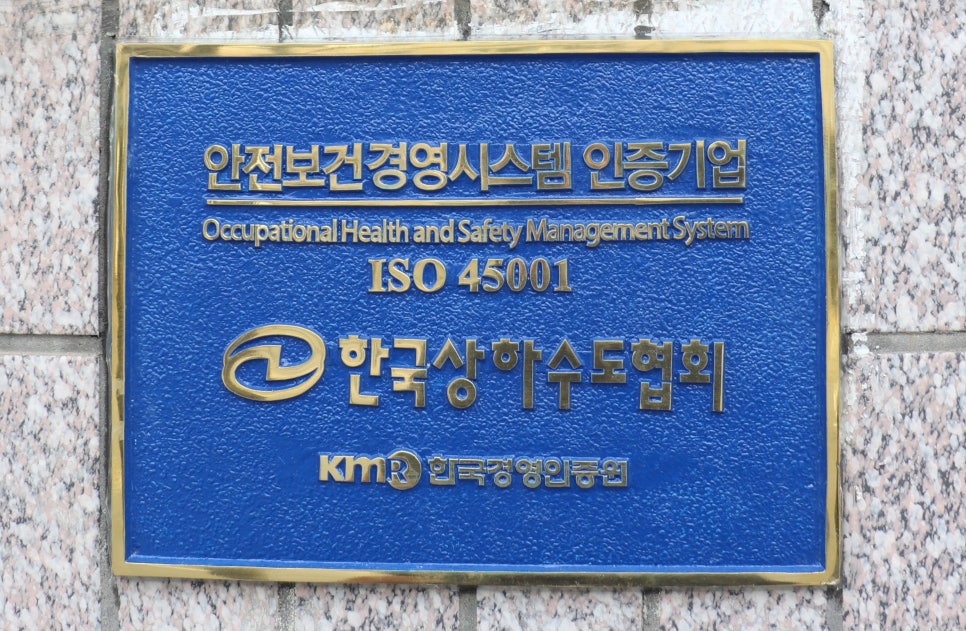 안전보건경영시스템 인증기업
Occupational Health and Safety Management System
ISO 45001
한국상하수도협회
KMR 한국경영인증원